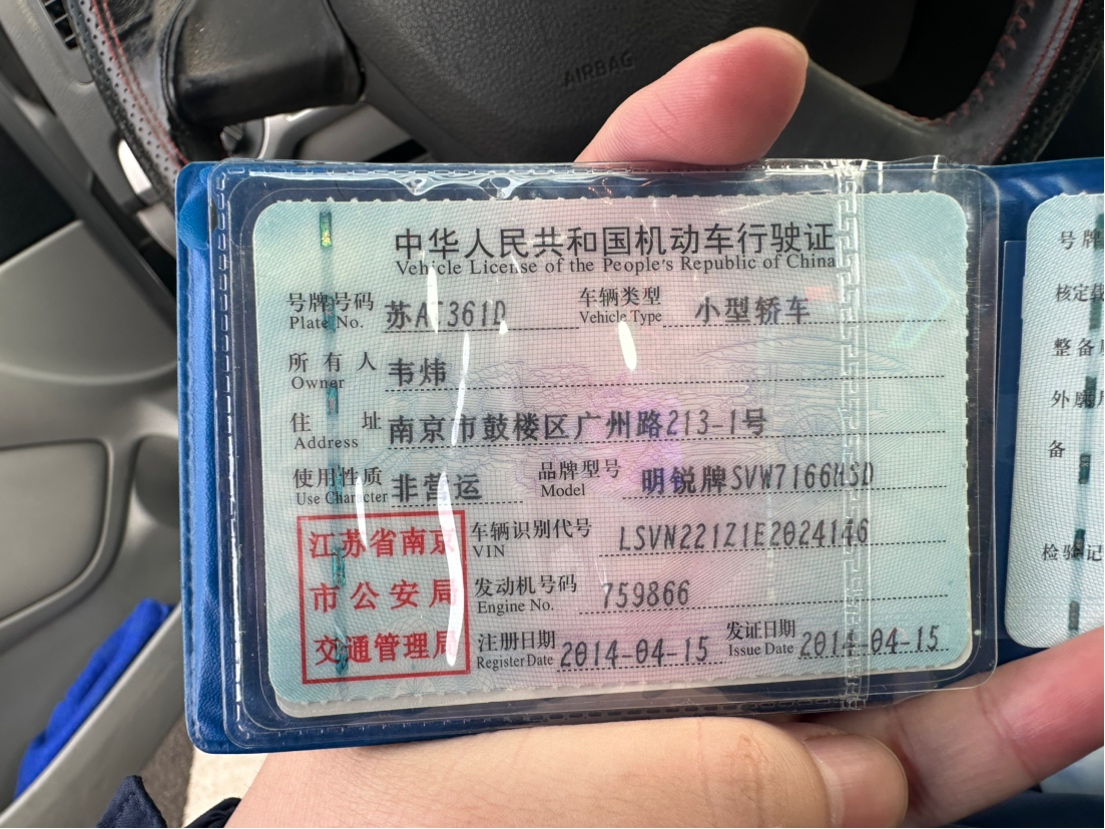 AIRBAG
中华人民共和国机动车行驶证
Vehicle License of the People's Republic of China
号牌号码 车辆类型 小型轿车
Plate No. Vehicle Type
所有人 韦炜
Owner
住址 南京市鼓楼区广州路213-1号
Address
使用性质 非营运 品牌型号 明锐牌SVW7166HSD
Use Character Model
江苏省南京
市公安局
交通管理局
车辆识别代号 LSVN221Z1E2024146
VIN
发动机号码 759866
Engine No.
注册日期 2014-04-15 发证日期 2014-04-15
Register Date Issue Date
号牌
核定载
整备
外廓
备
检验记